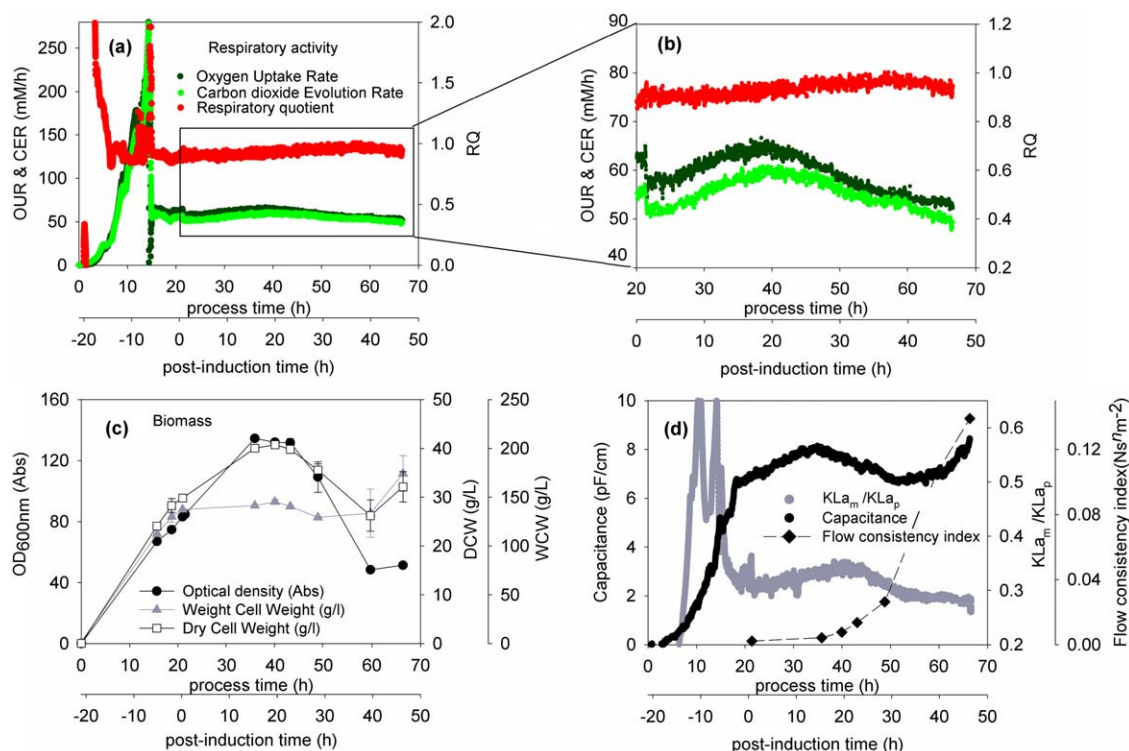 (a)
Respiratory activity
Oxygen Uptake Rate
Carbon dioxide Evolution Rate
Respiratory quotient
OUR & CER (mM/h)
0
50
100
150
200
250
RQ
0.0
0.4
0.8
1.2
1.6
2.0
0 10 20 30 40 50 60 70
process time (h)
-20 -10 0 10 20 30 40 50
post-induction time (h)
(b)
OUR & CER (mM/h)
40
50
60
70
80
90
RQ
0.2
0.4
0.6
0.8
1.0
1.2
20 30 40 50 60 70
process time (h)
0 10 20 30 40 50
post-induction time (h)
(c)
Biomass
Optical density (Abs)
Weight Cell Weight (g/l)
Dry Cell Weight (g/l)
OD600nm (Abs)
0
40
80
120
160
DCW (g/L)
0
10
20
30
40
50
WCW (g/L)
0
50
100
150
200
250
0 10 20 30 40 50 60 70
process time (h)
-20 -10 0 10 20 30 40 50
post-induction time (h)
(d)
KLam /KLap
Capacitance
Flow consistency index
Capacitance (pF/cm)
0
2
4
6
8
10
KLam /KLap
0.2
0.3
0.4
0.5
0.6
Flow consistency index(Nsnm-2)
0.00
0.04
0.08
0.12
0 10 20 30 40 50 60 70
process time (h)
-20 -10 0 10 20 30 40 50
post-induction time (h)